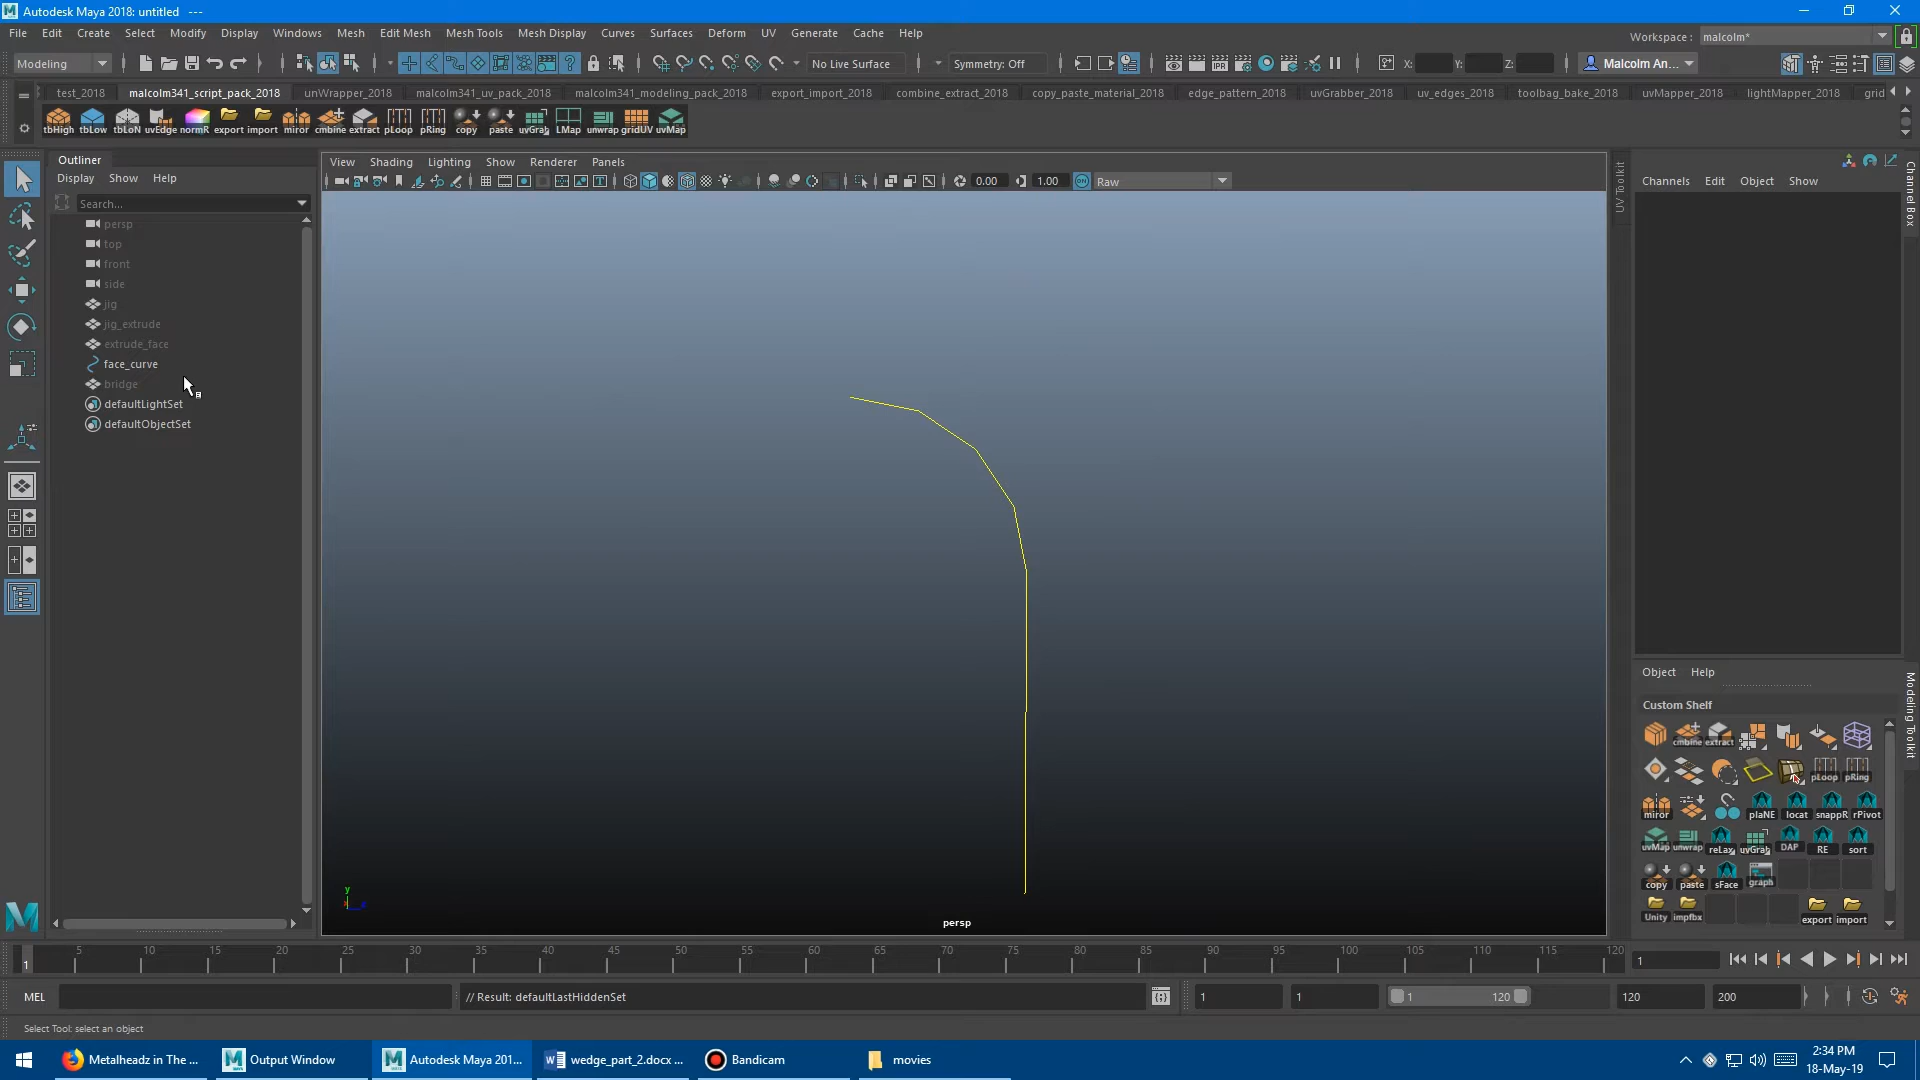 Autodesk Maya 2018: untitled   ---
File Edit Create Select Modify Display Windows Mesh Edit Mesh Mesh Tools Mesh Display Curves Surfaces Deform UV Generate Cache Help
Workspace : malcolm*
Modeling
No Live Surface
Symmetry: Off
X: Y: Z:
Malcolm An...
test_2018 malcolm341_script_pack_2018 unWrapper_2018 malcolm341_uv_pack_2018 malcolm341_modeling_pack_2018 export_import_2018 combine_extract_2018 copy_paste_material_2018 edge_pattern_2018 uvGrabber_2018 uv_edges_2018 toolbag_bake_2018 uvMapper_2018 lightMapper_2018 grid
tbHigh tbLow tbLoN uvEdge normR export import miror cmbine extract pLoop pRing copy paste uvGrab LMap unwrap gridUV uvMap
Outliner
Display Show Help
Search...
persp
top
front
side
jig
jig_extrude
extrude_face
face_curve
bridge
defaultLightSet
defaultObjectSet
View Shading Lighting Show Renderer Panels
0.00 1.00 ON Raw
y
persp
UV Toolkit
Channels Edit Object Show
Channel Box
Object Help
Modeling Toolkit
Custom Shelf
cmbine extract
pLoop pRing
miror plaNE locat snappR rPivot
uvMap unwrap reLax uvGrab DAP RE sort
copy paste sFace graph
Unity impfbx export import
1 5 10 15 20 25 30 35 40 45 50 55 60 65 70 75 80 85 90 95 100 105 110 115 120
1
MEL
// Result: defaultLastHiddenSet
1 1 1 120 120 200
Select Tool: select an object
Metalheadz in The ...
Output Window
Autodesk Maya 201...
wedge_part_2.docx ...
Bandicam
movies
2:34 PM
18-May-19